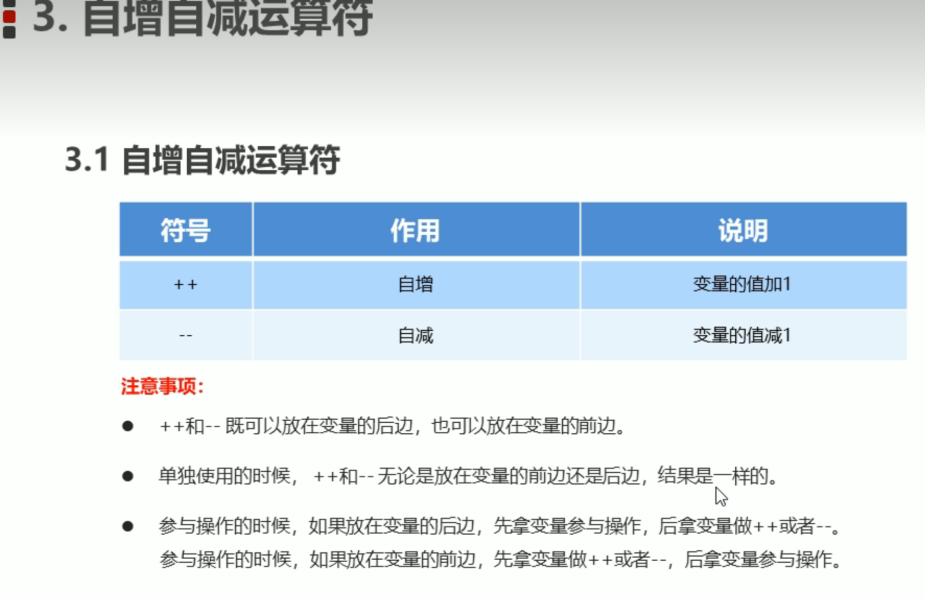 3. 自增自减运算符
3.1 自增自减运算符
符号 作用 说明
++ 自增 变量的值加1
-- 自减 变量的值减1
注意事项：
● ++和-- 既可以放在变量的后边，也可以放在变量的前边。
● 单独使用的时候， ++和-- 无论是放在变量的前边还是后边，结果是一样的。
● 参与操作的时候，如果放在变量的后边，先拿变量参与操作，后拿变量做++或者--。
参与操作的时候，如果放在变量的前边，先拿变量做++或者--，后拿变量参与操作。